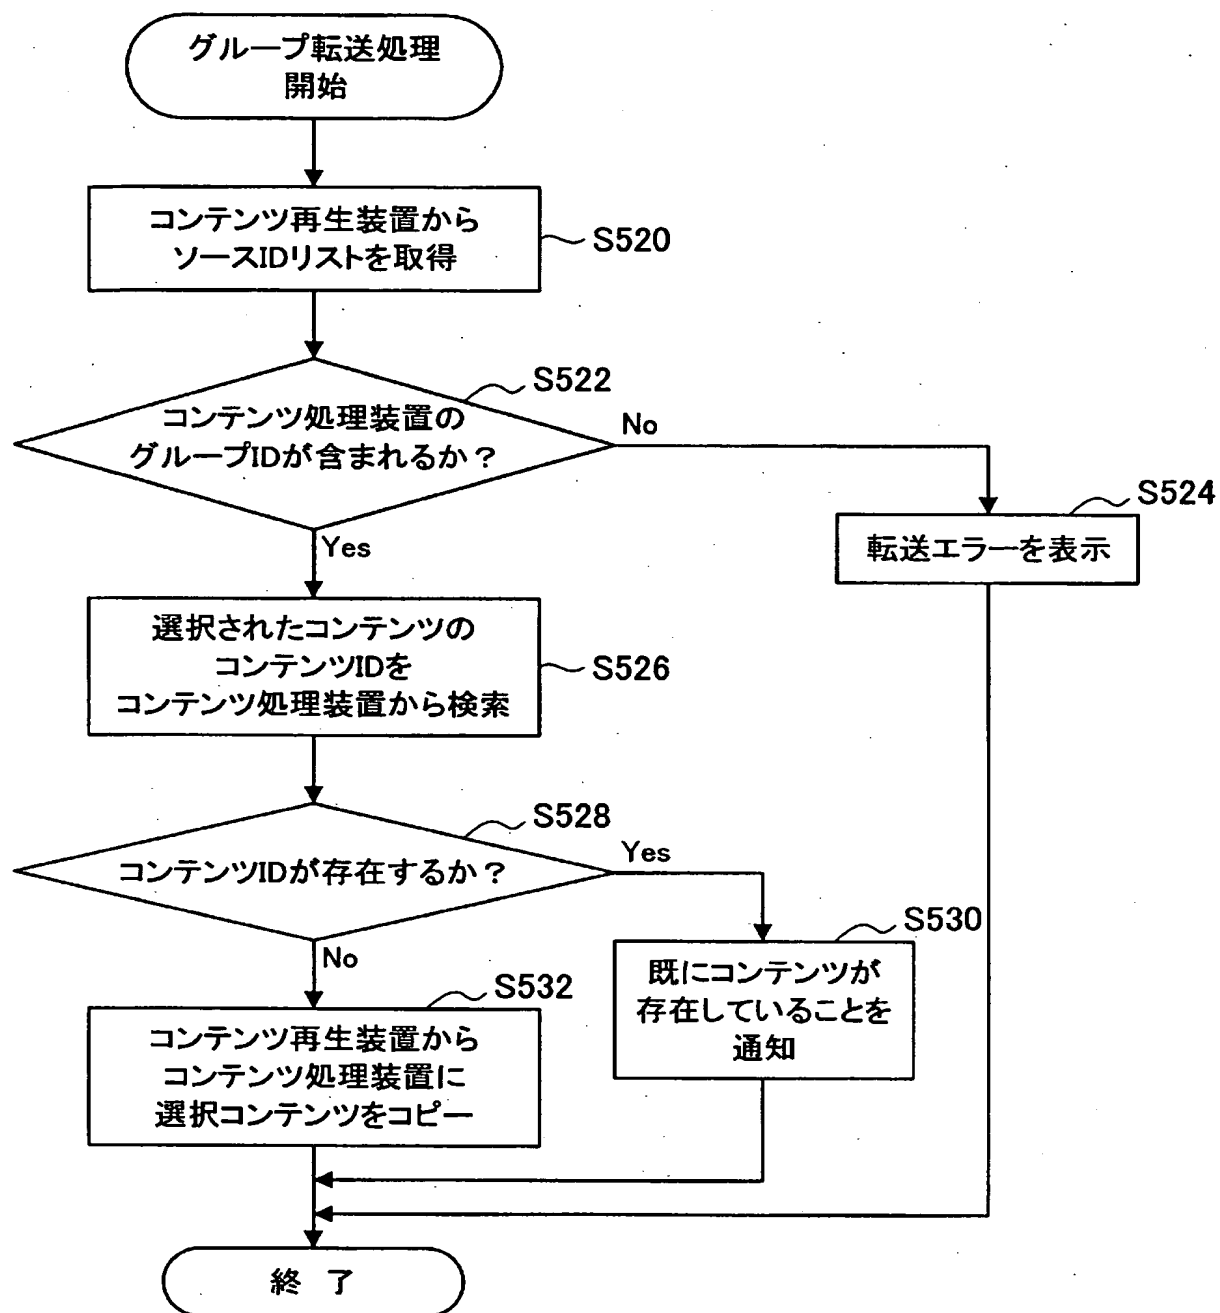 グループ転送処理
開始
コンテンツ再生装置から
ソースIDリストを取得
S520
S522
コンテンツ処理装置の
グループIDが含まれるか？
No
Yes
S524
転送エラーを表示
選択されたコンテンツの
コンテンツIDを
コンテンツ処理装置から検索
S526
S528
コンテンツIDが存在するか？
Yes
No
S530
既にコンテンツが
存在していることを
通知
S532
コンテンツ再生装置から
コンテンツ処理装置に
選択コンテンツをコピー
終 了